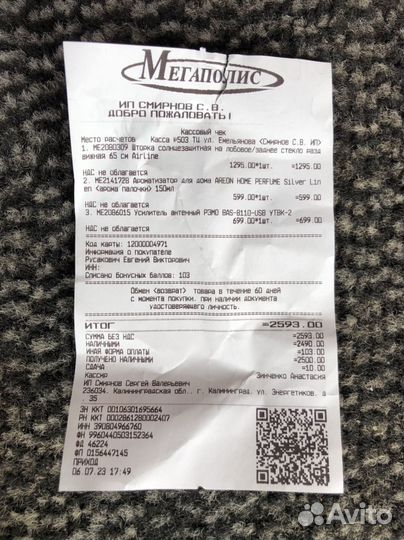 МЕГАПОЛИС
ИП СМИРНОВ С.В.
ДОБРО ПОЖАЛОВАТЬ!
Кассовый чек
Место расчетов Касса №503 ТЦ ул. Емельянова (Смирнов С.В. ИП)
1. ME2080309 Шторка солнцезащитная на лобовое/заднее стекло разд
вижная 65 см Airline
1295.00*1шт. =1295.00
НДС не облагается
2. ME2141728 Ароматизатор для дома AREON HOME PERFUME Silver Lin
en (арома палочки) 150мл
599.00*1шт. =599.00
НДС не облагается
3. ME2086015 Усилитель антенный РЭМО BAS-8110-USB УТВК-2
699.00*1шт. =699.00
НДС не облагается
Код карты: 12000004971
Информация о покупателе
Русакович Евгений Викторович
ИНН:
Списано Бонусных баллов: 103
Обмен (возврат) товара в течение 60 дней
с момента покупки, при наличии документа
удостоверяющего личность.
ИТОГ =2593.00
СУММА БЕЗ НДС =2593.00
НАЛИЧНЫМИ =2490.00
ИНАЯ ФОРМА ОПЛАТЫ =103.00
ПОЛУЧЕНО НАЛИЧНЫМИ =2500.00
СДАЧА =10.00
Кассир Зинченко Анастасия
ИП Смирнов Сергей Валерьевич
236034, Калининградская обл., г. Калининград, ул. Энергетиков, д
35
ЗН ККТ 00106301695664
РН ККТ 0002861280002407
ИНН 390804966760
ФН 9960440503152364
ФД 46224
ФП 0156447145
ПРИХОД
06.07.23 17:49
Avito